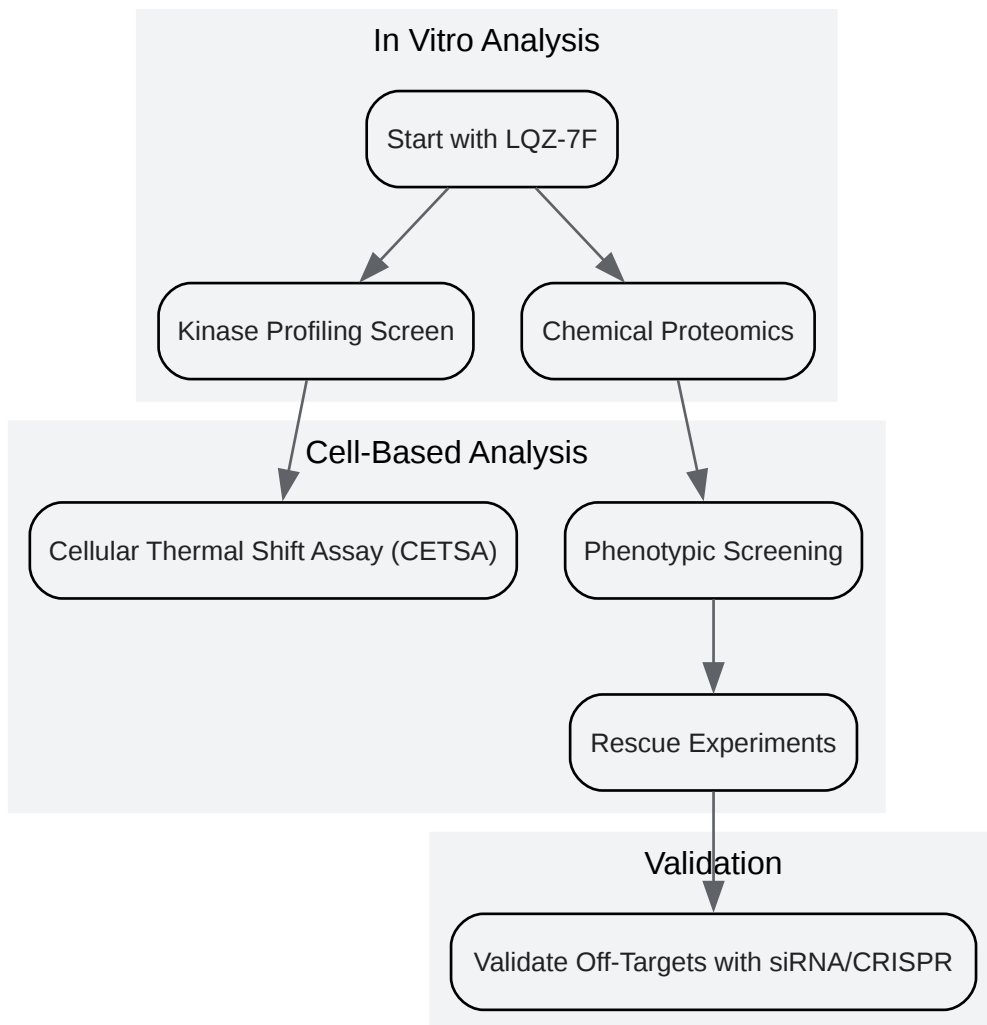 In Vitro Analysis
Start with LQZ-7F
Kinase Profiling Screen
Chemical Proteomics
Cell-Based Analysis
Cellular Thermal Shift Assay (CETSA)
Phenotypic Screening
Rescue Experiments
Validation
Validate Off-Targets with siRNA/CRISPR